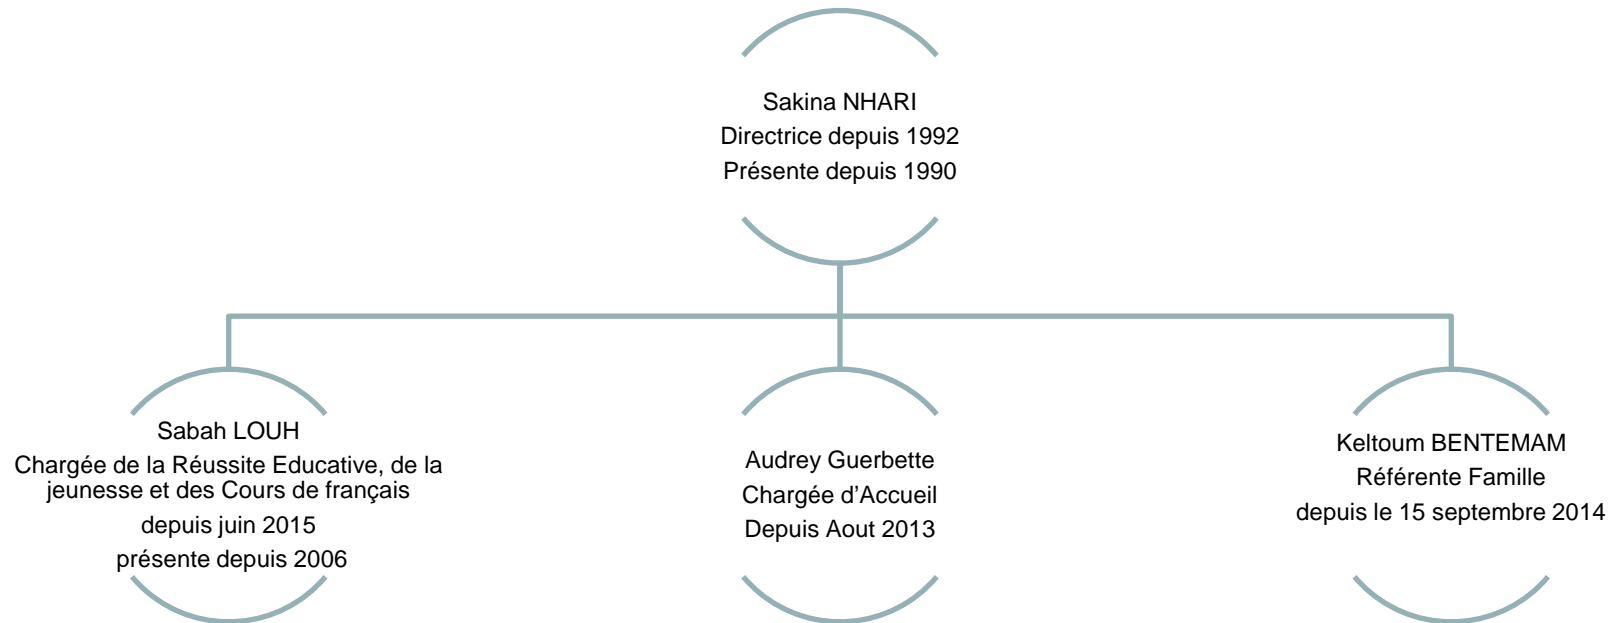 Sakina NHARI
Directrice depuis 1992
Présente depuis 1990
Sabah LOUH
Chargée de la Réussite Educative, de la
jeunesse et des Cours de français
depuis juin 2015
présente depuis 2006
Audrey Guerbette
Chargée d’Accueil
Depuis Aout 2013
Keltoum BENTEMAM
Référente Famille
depuis le 15 septembre 2014